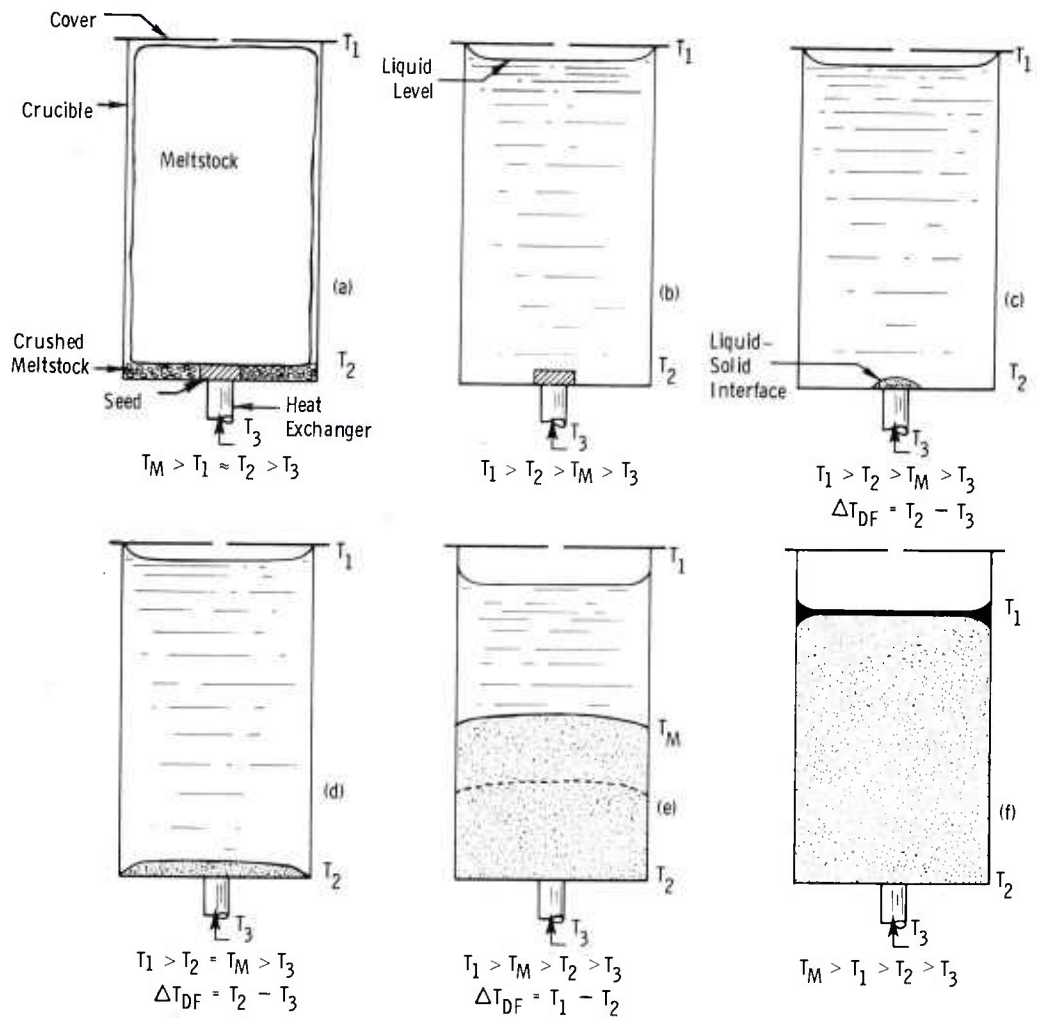 Cover
T1
Crucible
Meltstock
(a)
Crushed
Meltstock
T2
Seed
Heat
Exchanger
T3
TM > T1 ≈ T2 > T3
T1
Liquid
Level
(b)
T2
T3
T1 > T2 > TM > T3
T1
(c)
Liquid-
Solid
Interface
T2
T3
T1 > T2 > TM > T3
ΔTDF = T2 - T3
T1
(d)
T2
T3
T1 > T2 = TM > T3
ΔTDF = T2 - T3
T1
TM
(e)
T2
T3
T1 > TM > T2 > T3
ΔTDF = T1 - T2
T1
(f)
T2
T3
TM > T1 > T2 > T3